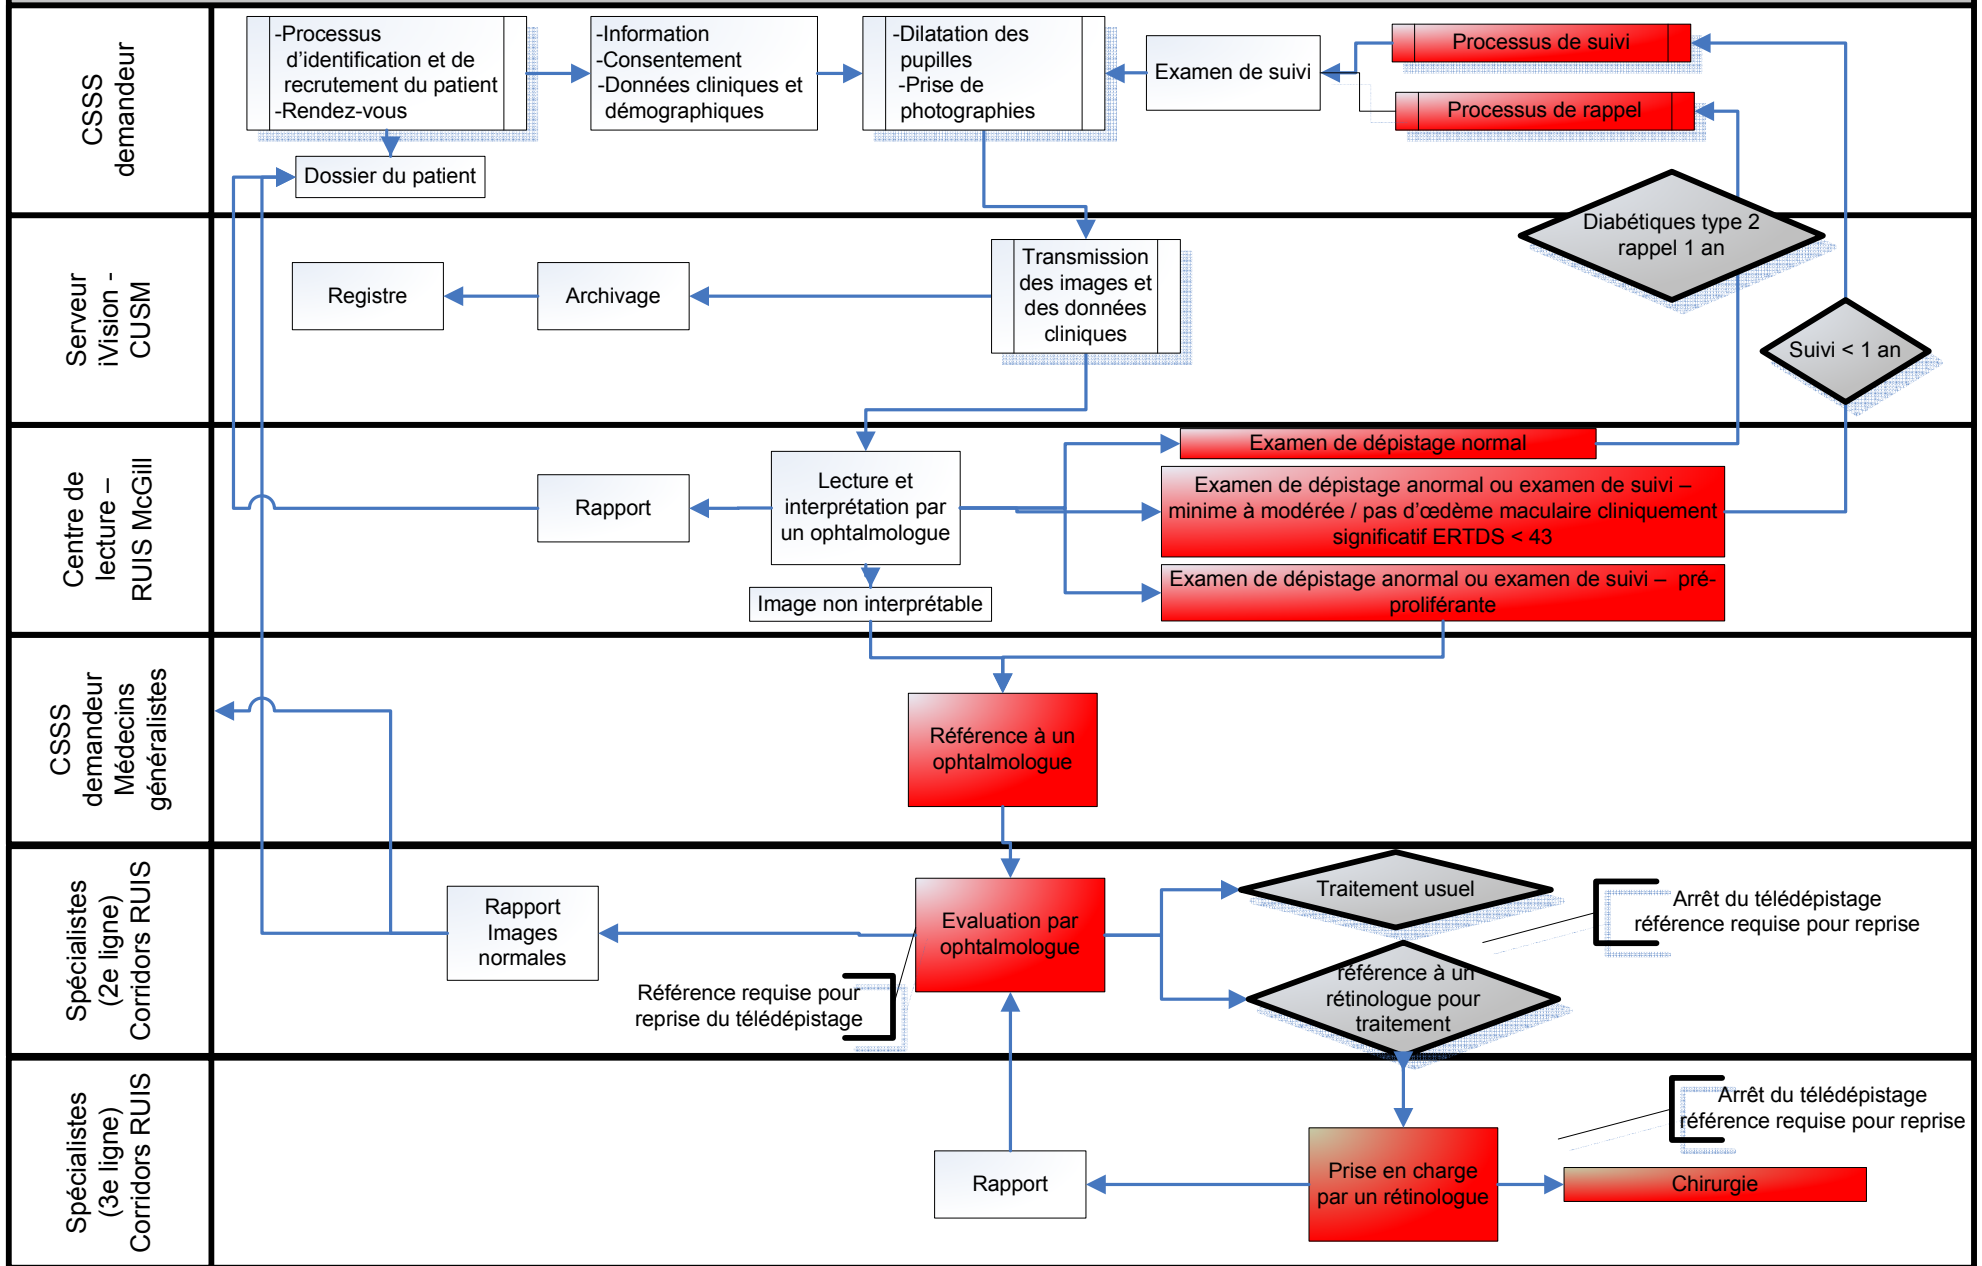 CSSS
demandeur
-Processus
d'identification et de
recrutement du patient
-Rendez-vous
-Information
-Consentement
-Données cliniques et
démographiques
-Dilatation des
pupilles
-Prise de
photographies
Examen de suivi
Processus de suivi
Processus de rappel
Dossier du patient
Diabétiques type 2
rappel 1 an
Serveur
iVision -
CUSM
Registre
Archivage
Transmission
des images et
des données
cliniques
Suivi < 1 an
Centre de
lecture –
RUIS McGill
Rapport
Lecture et
interprétation par
un ophtalmologue
Image non interprétable
Examen de dépistage normal
Examen de dépistage anormal ou examen de suivi –
minime à modérée / pas d'œdème maculaire cliniquement
significatif ERTDS < 43
Examen de dépistage anormal ou examen de suivi – pré-
proliférante
CSSS
demandeur
Médecins
généralistes
Référence à un
ophtalmologue
Spécialistes
(2e ligne)
Corridors RUIS
Rapport
Images
normales
Référence requise pour
reprise du télédépistage
Evaluation par
ophtalmologue
Traitement usuel
référence à un
rétinologue pour
traitement
Arrêt du télédépistage
référence requise pour reprise
Spécialistes
(3e ligne)
Corridors RUIS
Rapport
Prise en charge
par un rétinologue
Chirurgie
Arrêt du télédépistage
référence requise pour reprise